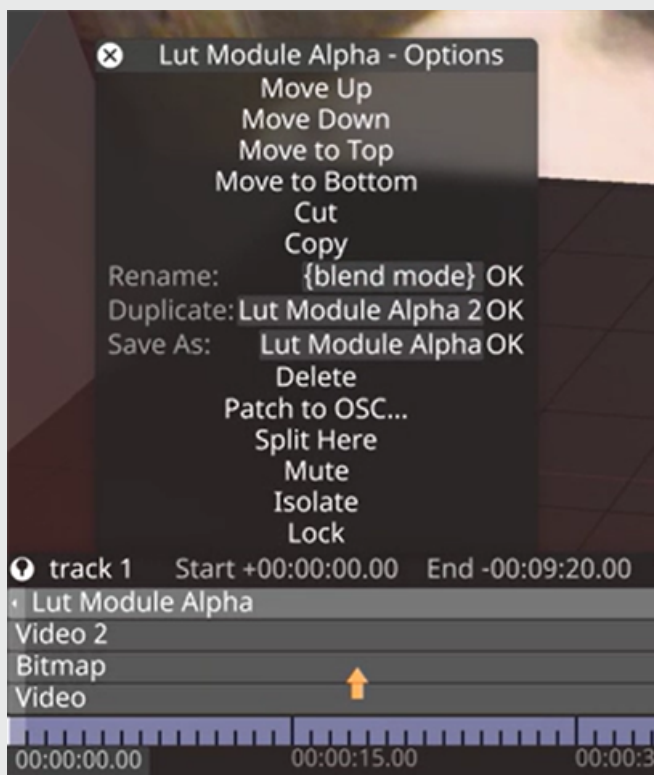 Lut Module Alpha - Options
Move Up
Move Down
Move to Top
Move to Bottom
Cut
Copy
Rename: {blend mode} OK
Duplicate: Lut Module Alpha 2 OK
Save As: Lut Module Alpha OK
Delete
Patch to OSC...
Split Here
Mute
Isolate
Lock
track 1 Start +00:00:00.00 End -00:09:20.00
Lut Module Alpha
Video 2
Bitmap
Video
00:00:00.00 00:00:15.00 00:00:3